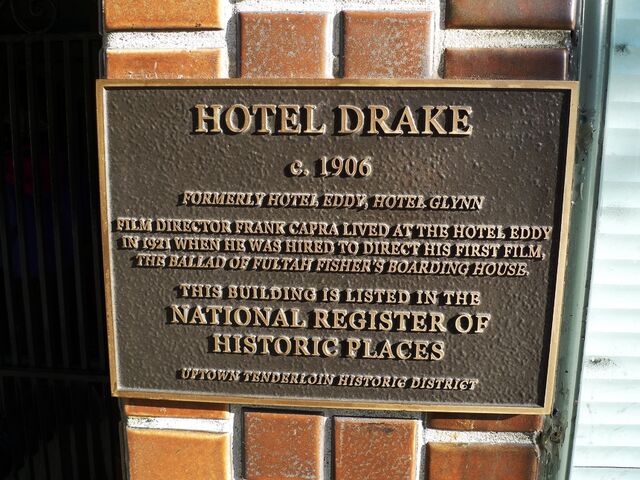 HOTEL DRAKE
c. 1906
FORMERLY HOTEL EDDY, HOTEL GLYNN
FILM DIRECTOR FRANK CAPRA LIVED AT THE HOTEL EDDY
IN 1921 WHEN HE WAS HIRED TO DIRECT HIS FIRST FILM,
THE BALLAD OF FULTAH FISHER'S BOARDING HOUSE.
THIS BUILDING IS LISTED IN THE
NATIONAL REGISTER OF
HISTORIC PLACES
UPTOWN TENDERLOIN HISTORIC DISTRICT